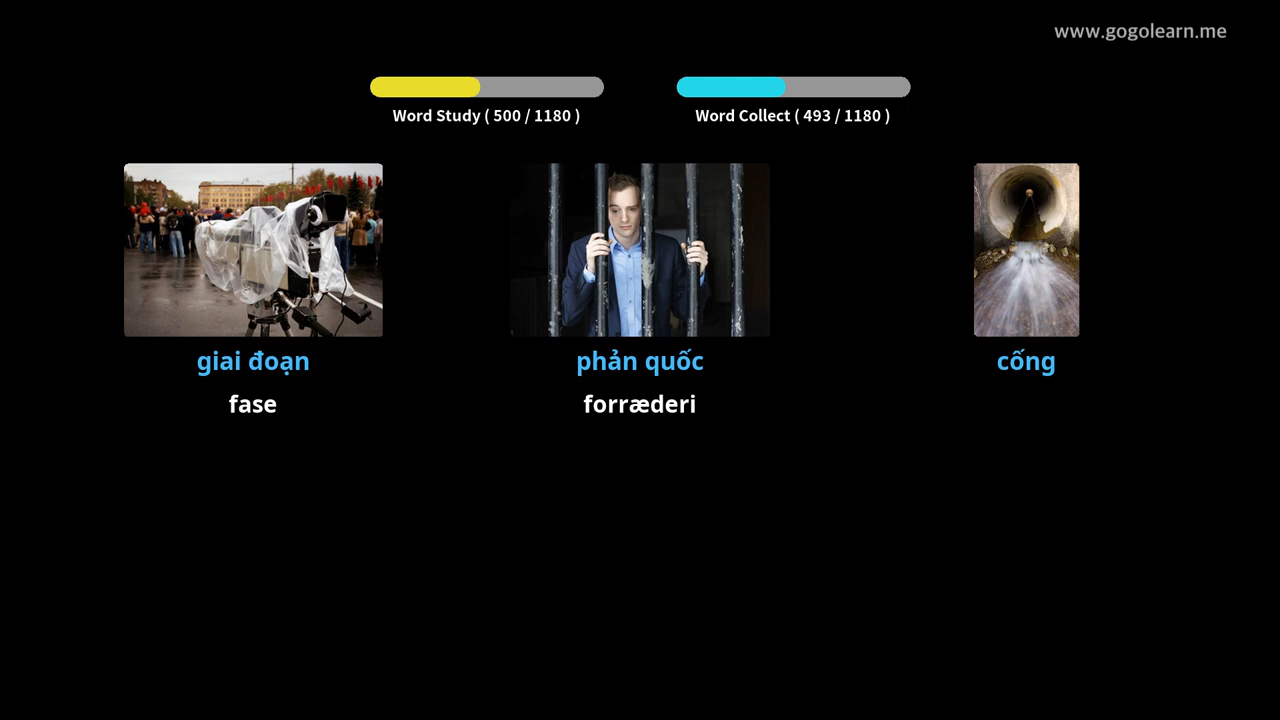 www.gogolearn.me
Word Study ( 500 / 1180 )
Word Collect ( 493 / 1180 )
giai đoạn
phản quốc
cống
fase
forræderi